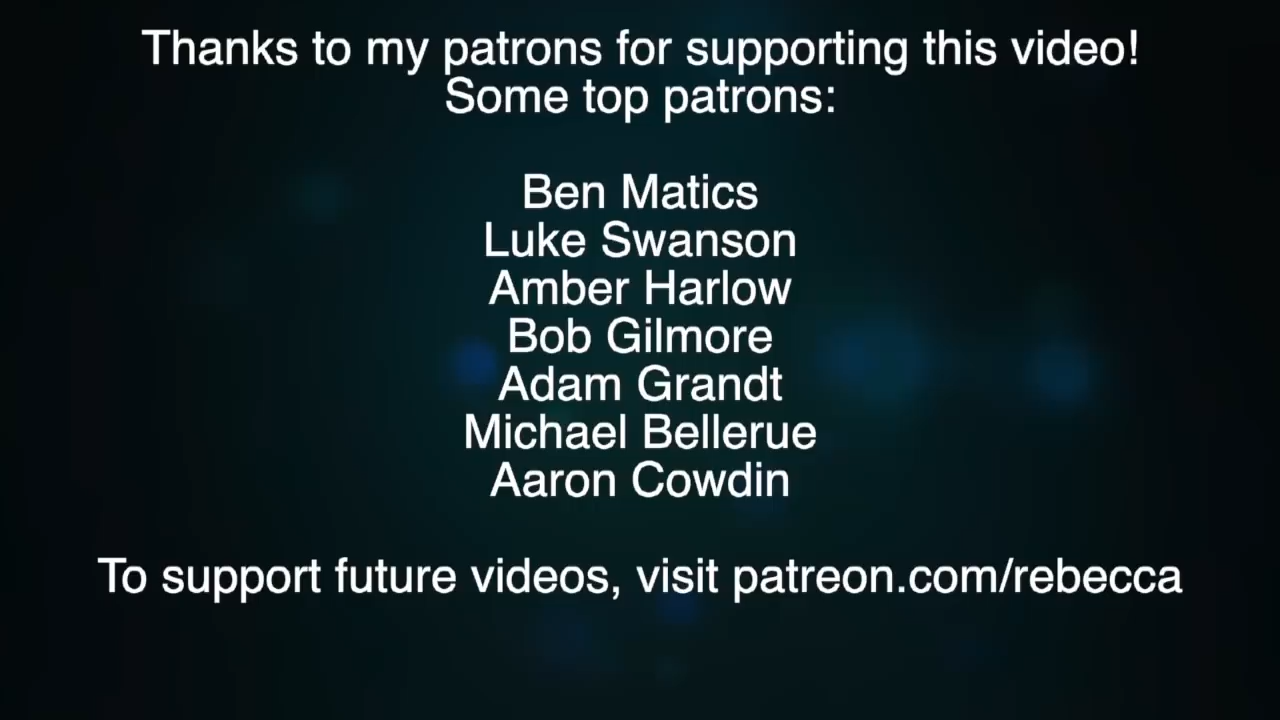 Thanks to my patrons for supporting this video!
Some top patrons:
Ben Matics
Luke Swanson
Amber Harlow
Bob Gilmore
Adam Grandt
Michael Bellerue
Aaron Cowdin
To support future videos, visit patreon.com/rebecca